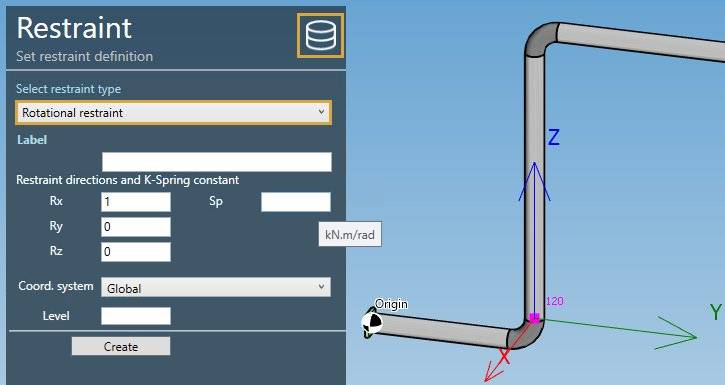 Restraint
Set restraint definition
Select restraint type
Rotational restraint
Label
Restraint directions and K-Spring constant
Rx 1 Sp
Ry 0
kN.m/rad
Rz 0
Coord. system Global
Level
Create
Z
120
Origin
Y
X